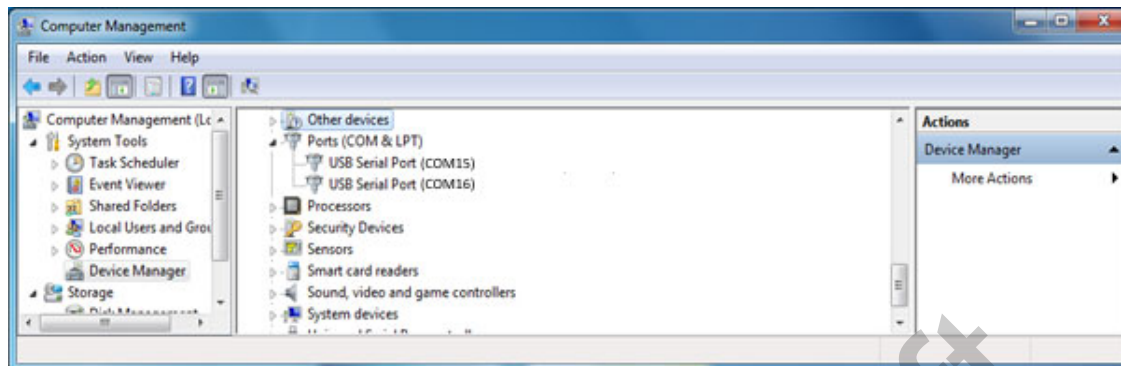 Computer Management
File Action View Help
Computer Management (Lc
System Tools
Task Scheduler
Event Viewer
Shared Folders
Local Users and Grou
Performance
Device Manager
Storage
Other devices
Ports (COM & LPT)
USB Serial Port (COM15)
USB Serial Port (COM16)
Processors
Security Devices
Sensors
Smart card readers
Sound, video and game controllers
System devices
Actions
Device Manager
More Actions